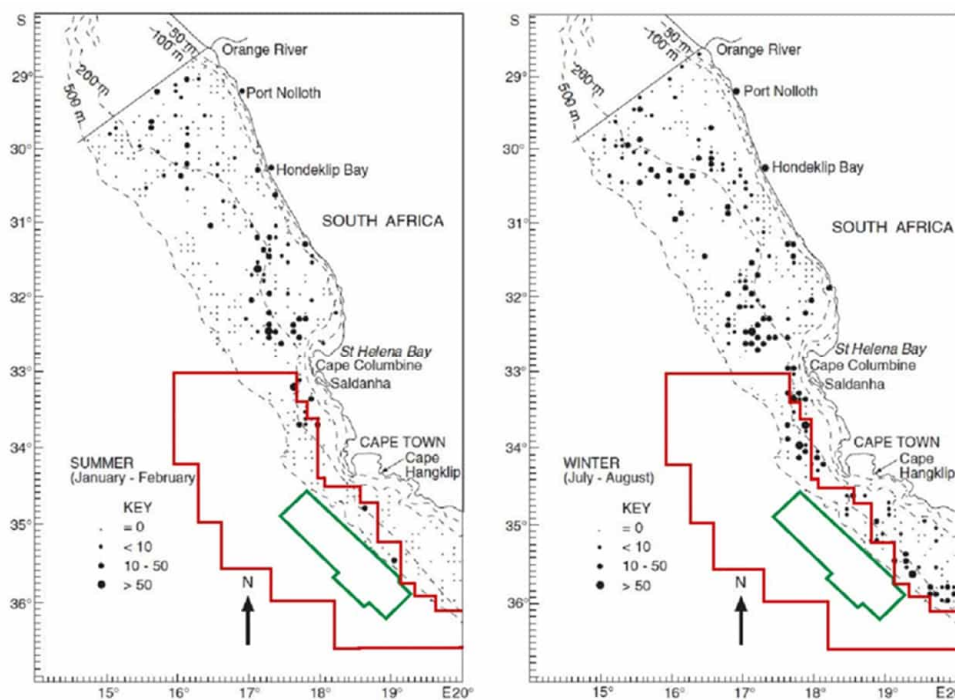 S
28°
29°
30°
31°
32°
33°
34°
35°
36°
15°
16°
17°
18°
19°
E20°
-50 m
-100 m
200 m
500 m
Orange River
Port Nolloth
Hondeklip Bay
SOUTH AFRICA
St Helena Bay
Cape Columbine
Saldanha
CAPE TOWN
Cape
Hangklip
SUMMER
(January - February)
KEY
= 0
< 10
10 - 50
> 50
N
S
28°
29°
30°
31°
32°
33°
34°
35°
36°
15°
16°
17°
18°
19°
E20°
-50 m
-100 m
200 m
500 m
Orange River
Port Nolloth
Hondeklip Bay
SOUTH AFRICA
St Helena Bay
Cape Columbine
Saldanha
CAPE TOWN
Cape
Hangklip
WINTER
(July - August)
KEY
= 0
< 10
10 - 50
> 50
N